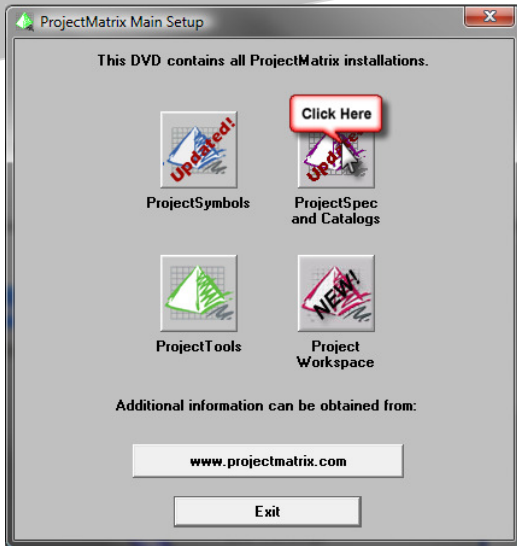 ProjectMatrix Main Setup
This DVD contains all ProjectMatrix installations.
Updated!
Click Here
Updated!
ProjectSymbols
ProjectSpec
and Catalogs
NEW!
ProjectTools
Project
Workspace
Additional information can be obtained from:
www.projectmatrix.com
Exit